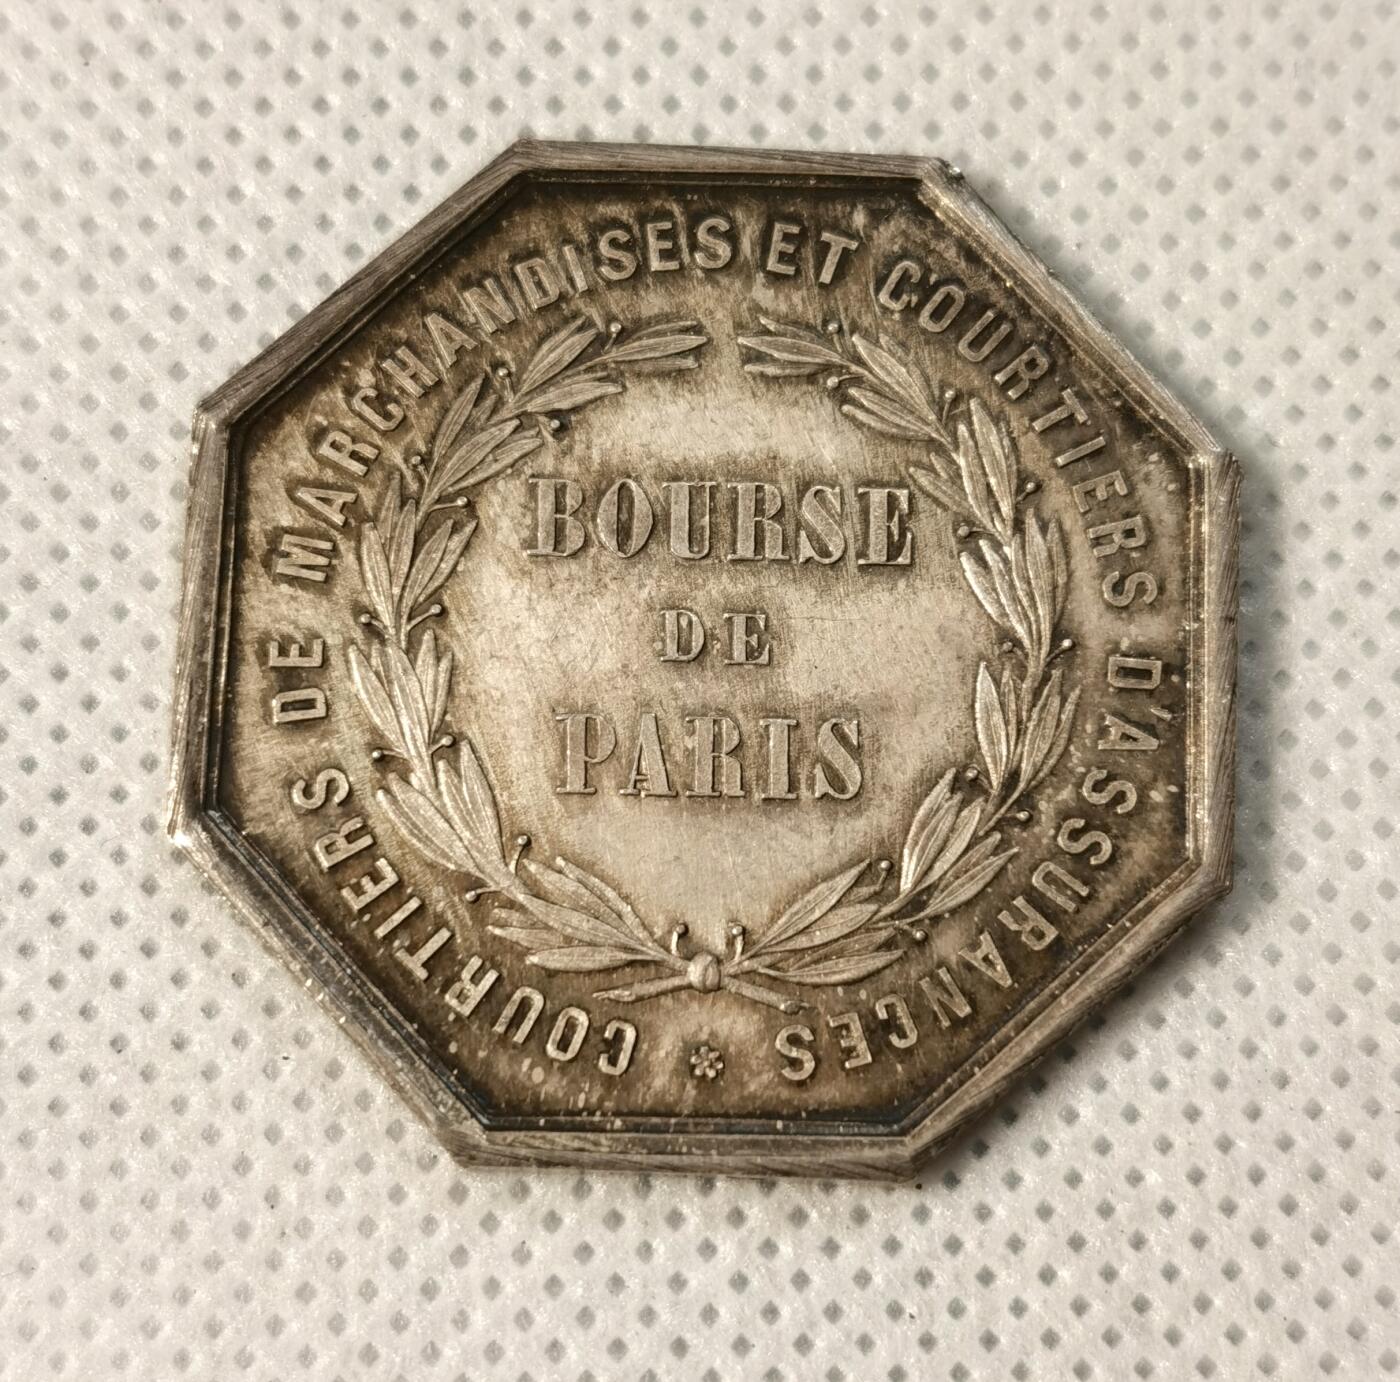 COURTIERS DE MARCHANDISES ET COURTIERS D'ASSURANCES
BOURSE
DE
PARIS